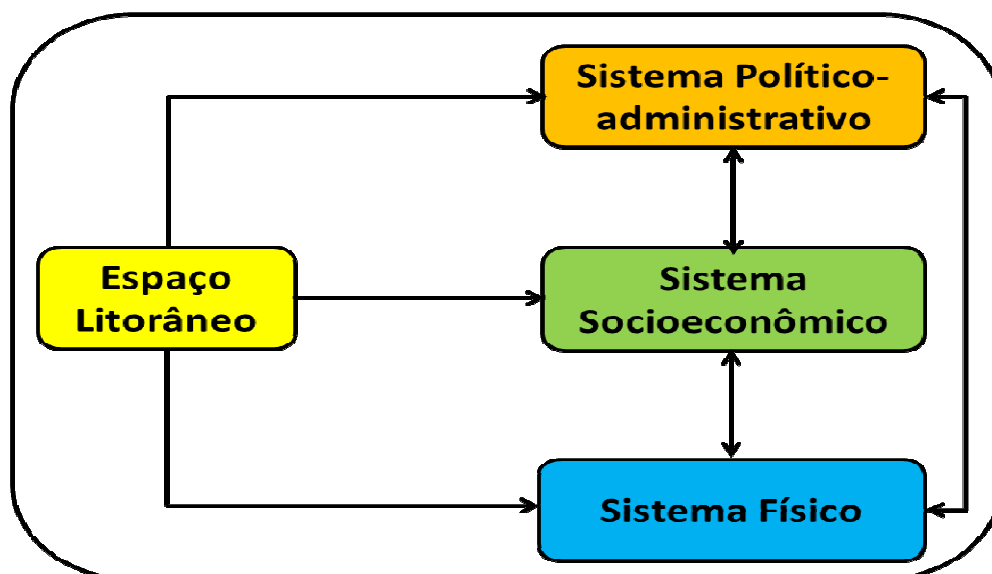 Sistema Político-
administrativo
Espaço
Litorâneo
Sistema
Socioeconômico
Sistema Físico